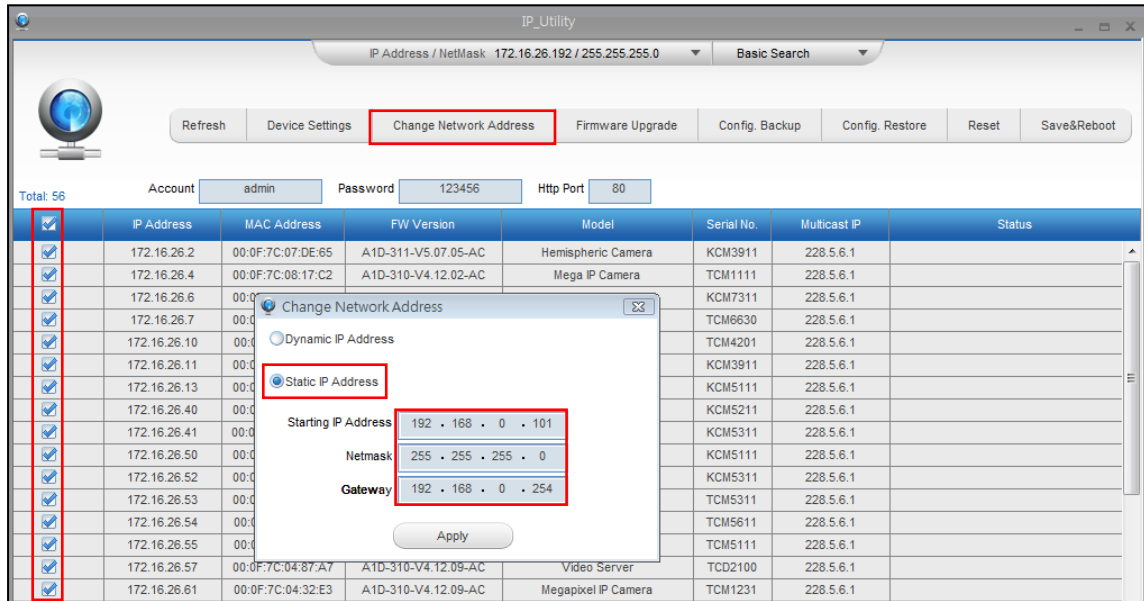 IP_Utility
IP Address / NetMask 172.16.26.192 / 255.255.255.0 Basic Search
Refresh Device Settings Change Network Address Firmware Upgrade Config. Backup Config. Restore Reset Save&Reboot
Total: 56 Account admin Password 123456 Http Port 80
IP Address MAC Address FW Version Model Serial No. Multicast IP Status
172.16.26.2 00:0F:7C:07:DE:65 A1D-311-V5.07.05-AC Hemispheric Camera KCM3911 228.5.6.1
172.16.26.4 00:0F:7C:08:17:C2 A1D-310-V4.12.02-AC Mega IP Camera TCM1111 228.5.6.1
172.16.26.6 KCM7311 228.5.6.1
Change Network Address
172.16.26.7 TCM6630 228.5.6.1
Dynamic IP Address
172.16.26.10 TCM4201 228.5.6.1
172.16.26.11 KCM3911 228.5.6.1
Static IP Address
172.16.26.13 KCM5111 228.5.6.1
172.16.26.40 KCM5211 228.5.6.1
Starting IP Address 192 . 168 . 0 . 101
172.16.26.41 KCM5311 228.5.6.1
172.16.26.50 KCM5111 228.5.6.1
Netmask 255 . 255 . 255 . 0
172.16.26.52 KCM5311 228.5.6.1
Gateway 192 . 168 . 0 . 254
172.16.26.53 TCM5311 228.5.6.1
172.16.26.54 TCM5611 228.5.6.1
Apply
172.16.26.55 TCM5111 228.5.6.1
172.16.26.57 00:0F:7C:04:87:A7 A1D-310-V4.12.09-AC Video Server TCD2100 228.5.6.1
172.16.26.61 00:0F:7C:04:32:E3 A1D-310-V4.12.09-AC Megapixel IP Camera TCM1231 228.5.6.1